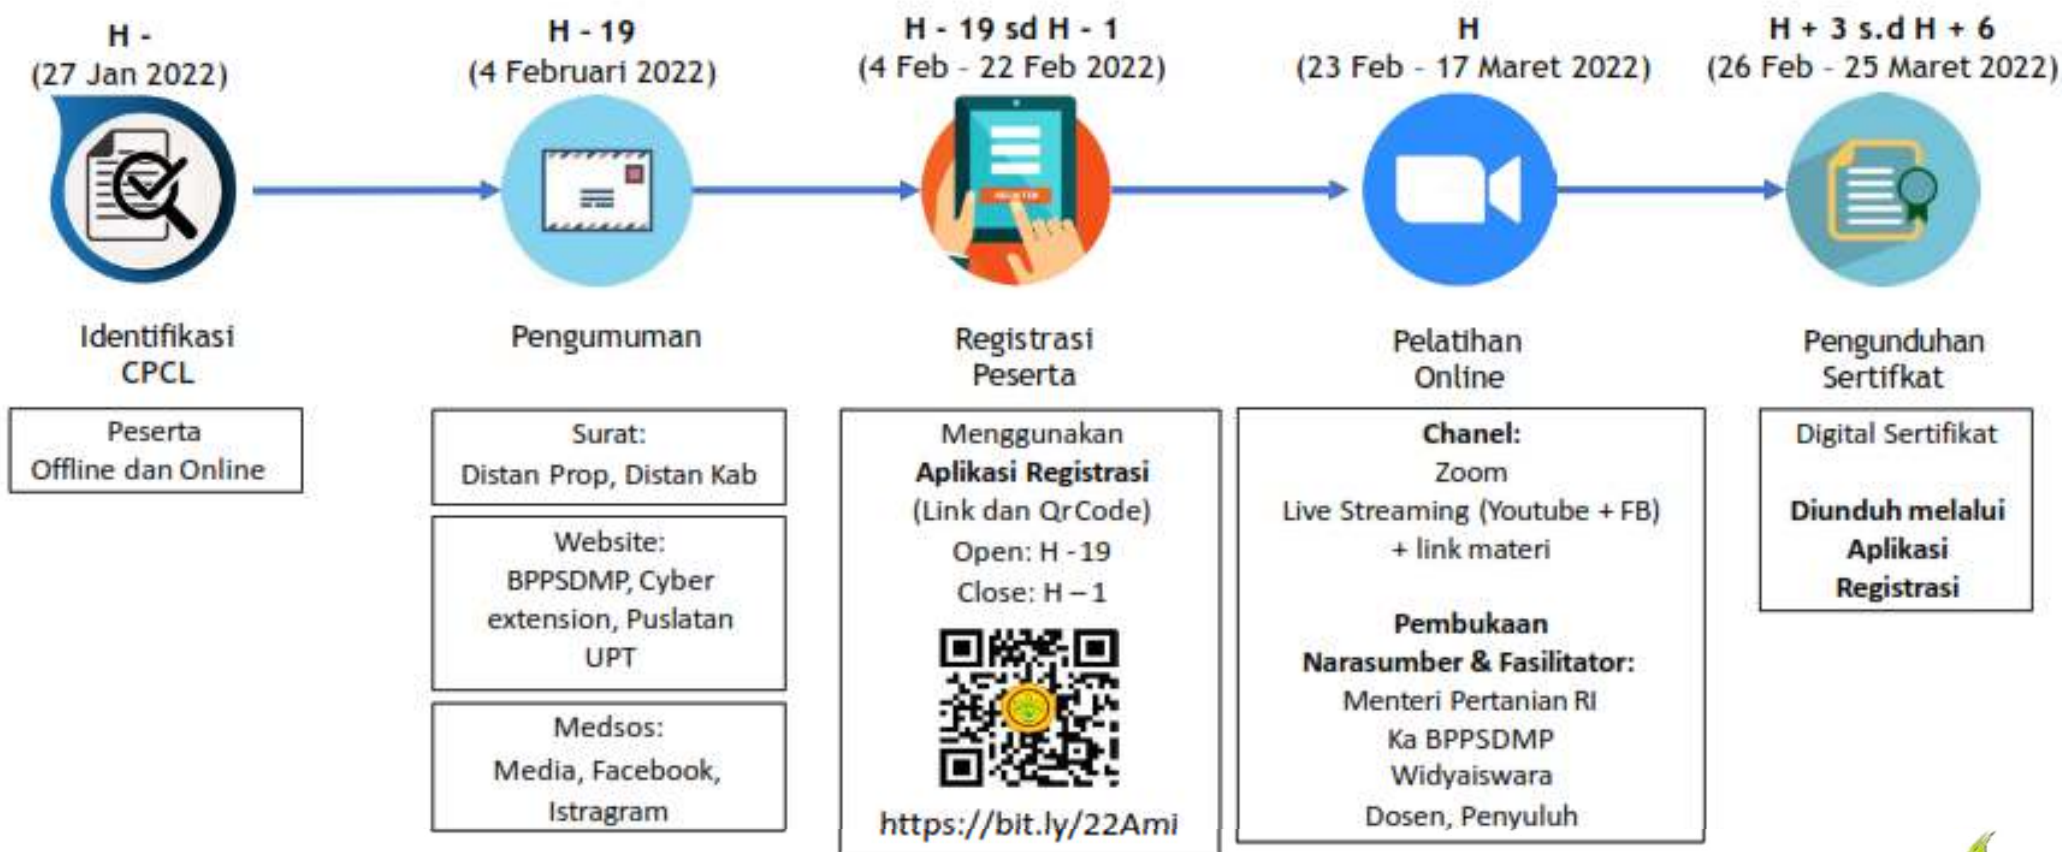 H -
(27 Jan 2022)
Identifikasi
CPCL
Peserta
Offline dan Online
H - 19
(4 Februari 2022)
Pengumuman
Surat:
Distan Prop, Distan Kab
Website:
BPPSDMP, Cyber
extension, Puslatan
UPT
Medsos:
Media, Facebook,
Istragram
H - 19 sd H - 1
(4 Feb - 22 Feb 2022)
REGISTER
Registrasi
Peserta
Menggunakan
Aplikasi Registrasi
(Link dan QrCode)
Open: H -19
Close: H – 1
https://bit.ly/22Ami
H
(23 Feb - 17 Maret 2022)
Pelatihan
Online
Chanel:
Zoom
Live Streaming (Youtube + FB)
+ link materi
Pembukaan
Narasumber & Fasilitator:
Menteri Pertanian RI
Ka BPPSDMP
Widyaiswara
Dosen, Penyuluh
H + 3 s.d H + 6
(26 Feb - 25 Maret 2022)
Pengunduhan
Sertifkat
Digital Sertifikat
Diunduh melalui
Aplikasi
Registrasi